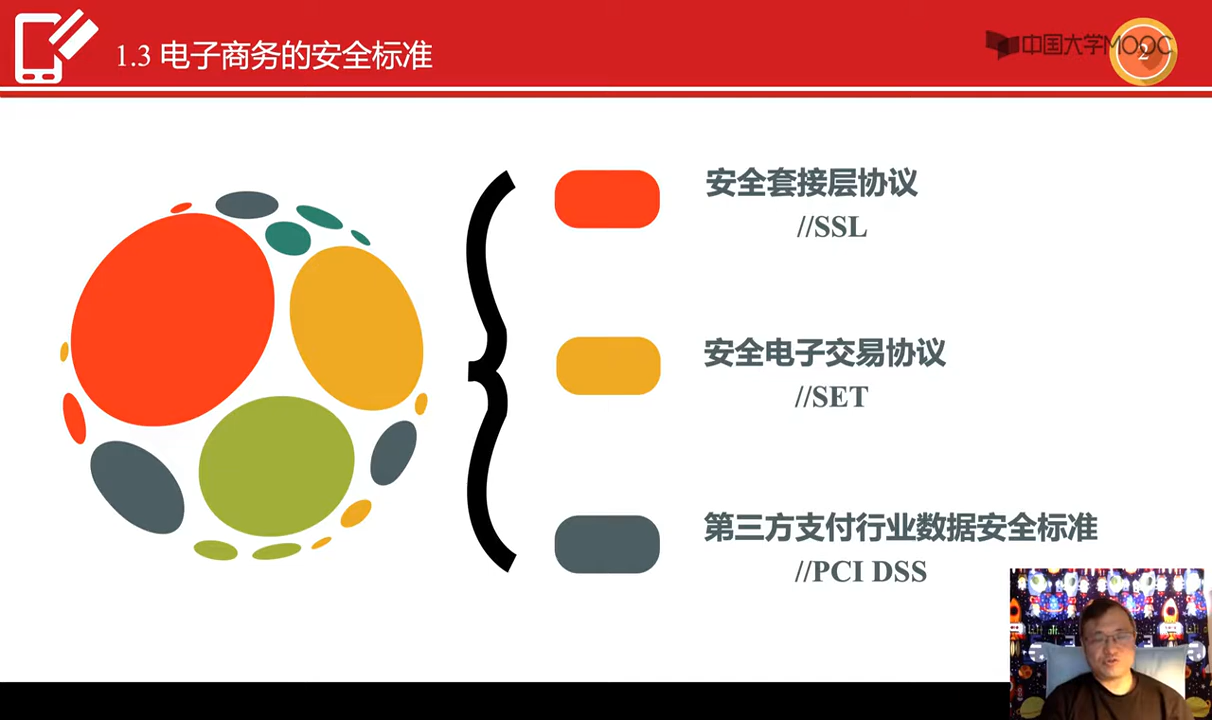 1.3 电子商务的安全标准
中国大学MOOC
2
安全套接层协议
//SSL
安全电子交易协议
//SET
第三方支付行业数据安全标准
//PCI DSS